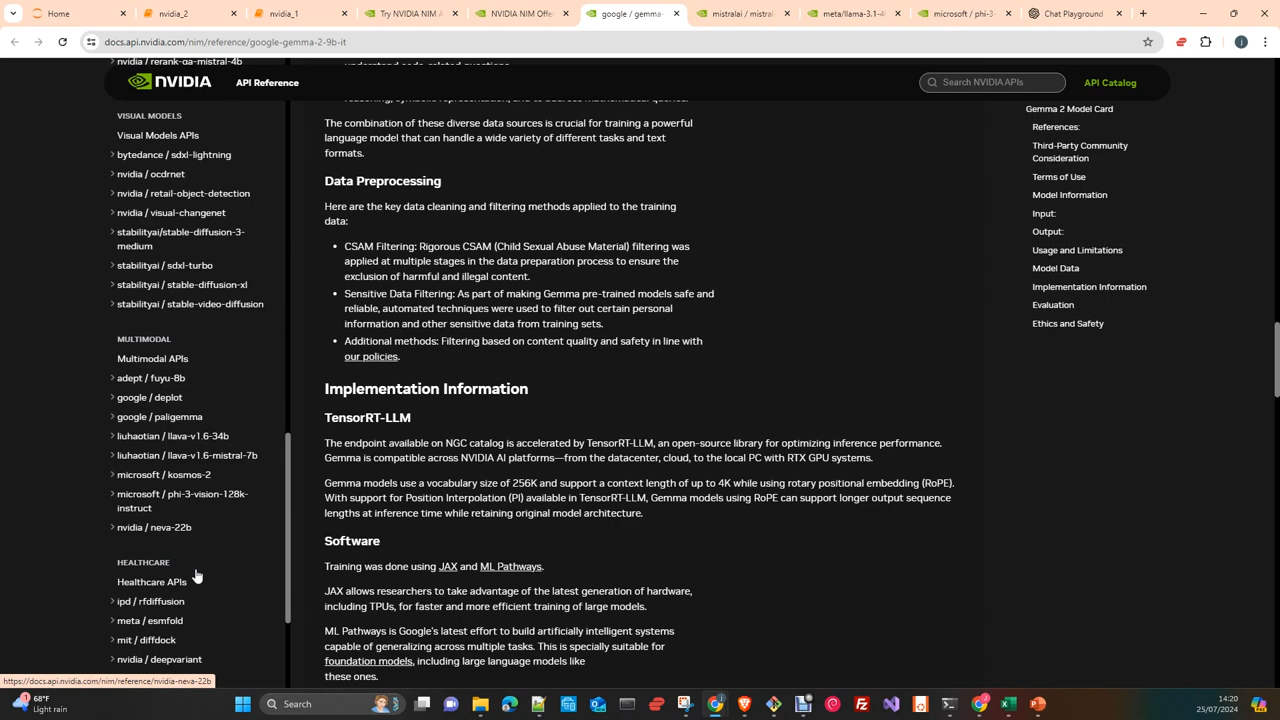 Home
nvidia_2
nvidia_1
Try NVIDIA NIM A
NVIDIA NIM Offe
google / gemma-
mistralai / mistral
meta/llama-3.1-4
microsoft / phi-3-
Chat Playground
docs.api.nvidia.com/nim/reference/google-gemma-2-9b-it
nvidia / rerank-qa-mistral-4b
NVIDIA
API Reference
Search NVIDIA APIs
API Catalog
VISUAL MODELS
Visual Models APIs
bytedance / sdxl-lightning
nvidia / ocdrnet
nvidia / retail-object-detection
nvidia / visual-changenet
stabilityai/stable-diffusion-3-
medium
stabilityai / sdxl-turbo
stabilityai / stable-diffusion-xl
stabilityai / stable-video-diffusion
MULTIMODAL
Multimodal APIs
adept / fuyu-8b
google / deplot
google / paligemma
liuhaotian / llava-v1.6-34b
liuhaotian / llava-v1.6-mistral-7b
microsoft / kosmos-2
microsoft / phi-3-vision-128k-
instruct
nvidia / neva-22b
HEALTHCARE
Healthcare APIs
ipd / rfdiffusion
meta / esmfold
mit / diffdock
nvidia / deepvariant
https://docs.api.nvidia.com/nim/reference/nvidia-neva-22b
understand code-related questions.
reasoning, symbolic representation, and to address mathematical queries.
The combination of these diverse data sources is crucial for training a powerful
language model that can handle a wide variety of different tasks and text
formats.
Data Preprocessing
Here are the key data cleaning and filtering methods applied to the training
data:
• CSAM Filtering: Rigorous CSAM (Child Sexual Abuse Material) filtering was
applied at multiple stages in the data preparation process to ensure the
exclusion of harmful and illegal content.
• Sensitive Data Filtering: As part of making Gemma pre-trained models safe and
reliable, automated techniques were used to filter out certain personal
information and other sensitive data from training sets.
• Additional methods: Filtering based on content quality and safety in line with
our policies.
Implementation Information
TensorRT-LLM
The endpoint available on NGC catalog is accelerated by TensorRT-LLM, an open-source library for optimizing inference performance.
Gemma is compatible across NVIDIA AI platforms—from the datacenter, cloud, to the local PC with RTX GPU systems.
Gemma models use a vocabulary size of 256K and support a context length of up to 4K while using rotary positional embedding (RoPE).
With support for Position Interpolation (PI) available in TensorRT-LLM, Gemma models using RoPE can support longer output sequence
lengths at inference time while retaining original model architecture.
Software
Training was done using JAX and ML Pathways.
JAX allows researchers to take advantage of the latest generation of hardware,
including TPUs, for faster and more efficient training of large models.
ML Pathways is Google's latest effort to build artificially intelligent systems
capable of generalizing across multiple tasks. This is specially suitable for
foundation models, including large language models like
these ones.
Gemma 2 Model Card
References:
Third-Party Community
Consideration
Terms of Use
Model Information
Input:
Output:
Usage and Limitations
Model Data
Implementation Information
Evaluation
Ethics and Safety
68°F
Light rain
Search
14:20
25/07/2024